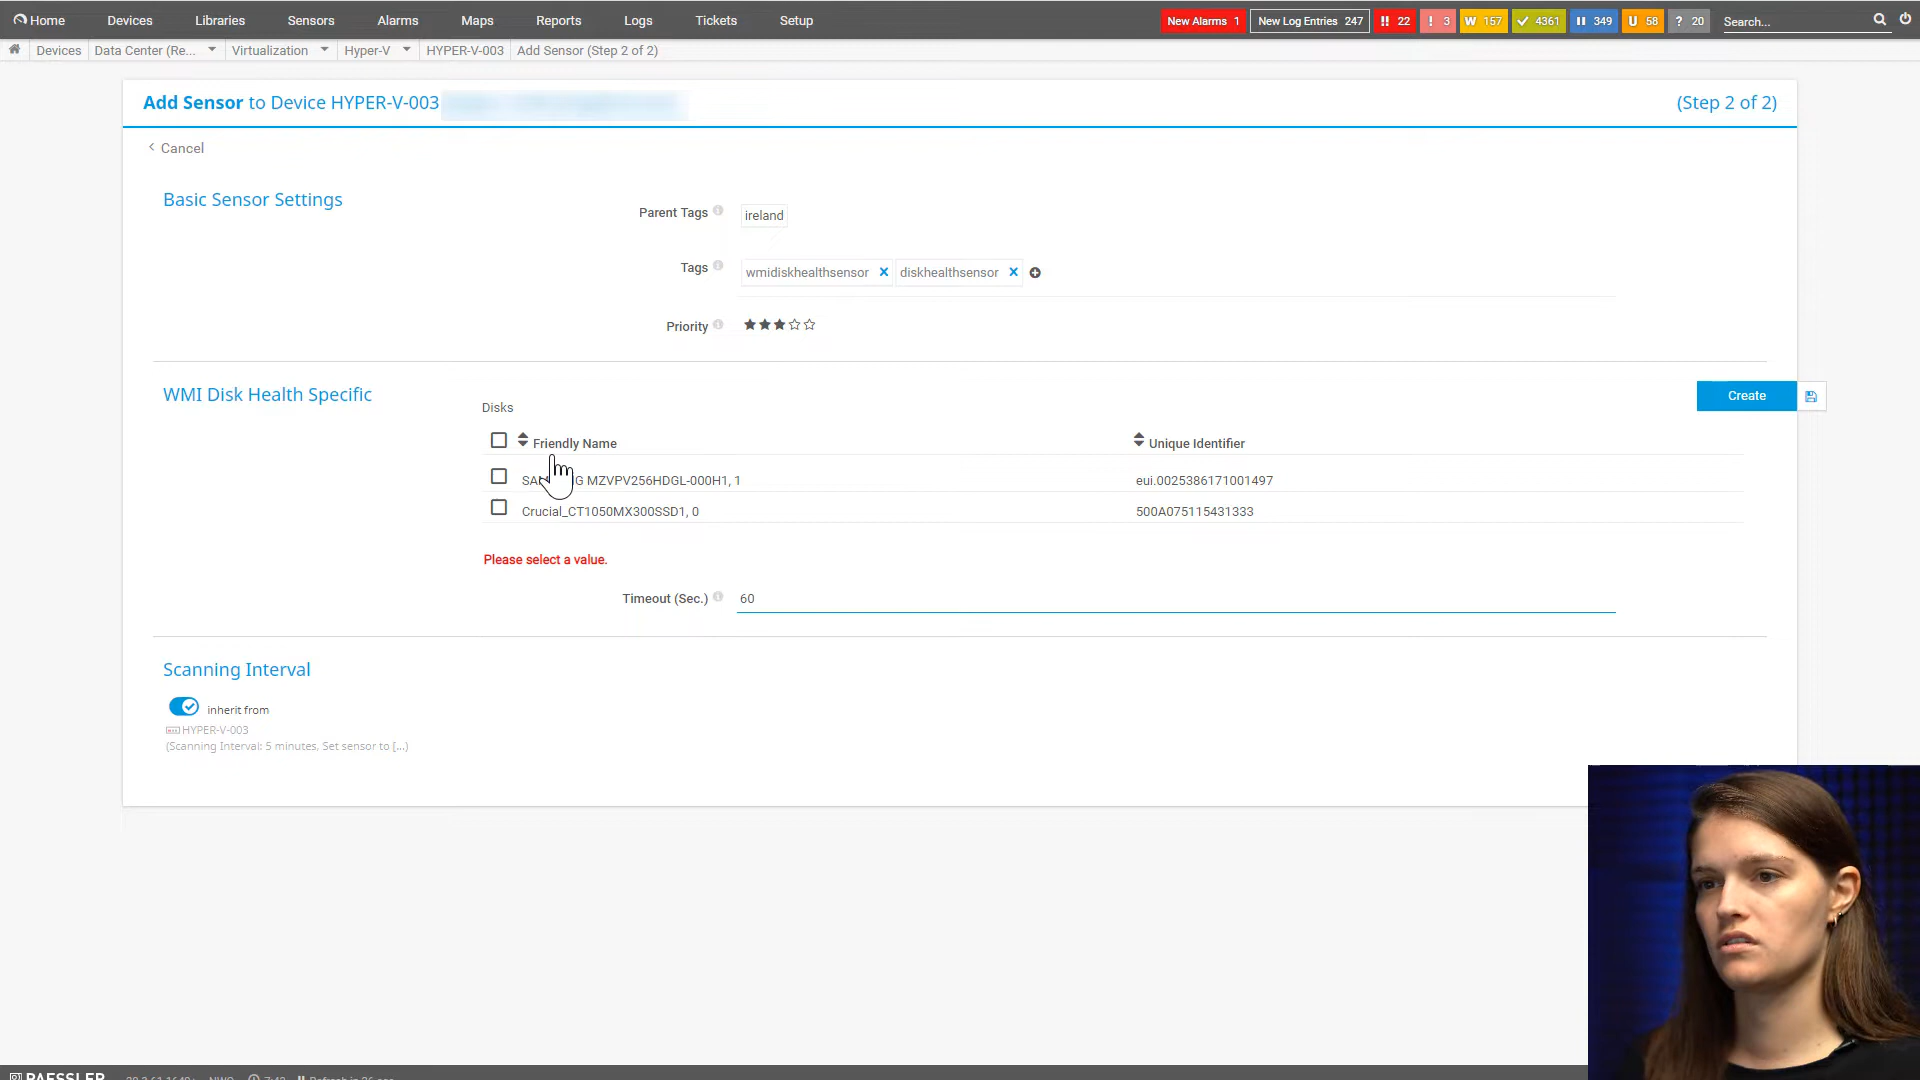 Home Devices Libraries Sensors Alarms Maps Reports Logs Tickets Setup New Alarms 1 New Log Entries 247 !! 22 ! 3 W 157 4361 349 U 58 ? 20 Search...
Devices Data Center (Re... Virtualization Hyper-V HYPER-V-003 Add Sensor (Step 2 of 2)
Add Sensor to Device HYPER-V-003 (Step 2 of 2)
Cancel
Basic Sensor Settings
Parent Tags ireland
Tags wmidiskhealthsensor diskhealthsensor
Priority
WMI Disk Health Specific
Create
Disks
Friendly Name Unique Identifier
MZVPV256HDGL-000H1, 1 eui.0025386171001497
Crucial_CT1050MX300SSD1, 0 500A075115431333
Please select a value.
Timeout (Sec.) 60
Scanning Interval
inherit from
HYPER-V-003
(Scanning Interval: 5 minutes, Set sensor to [...]
PAESSLER